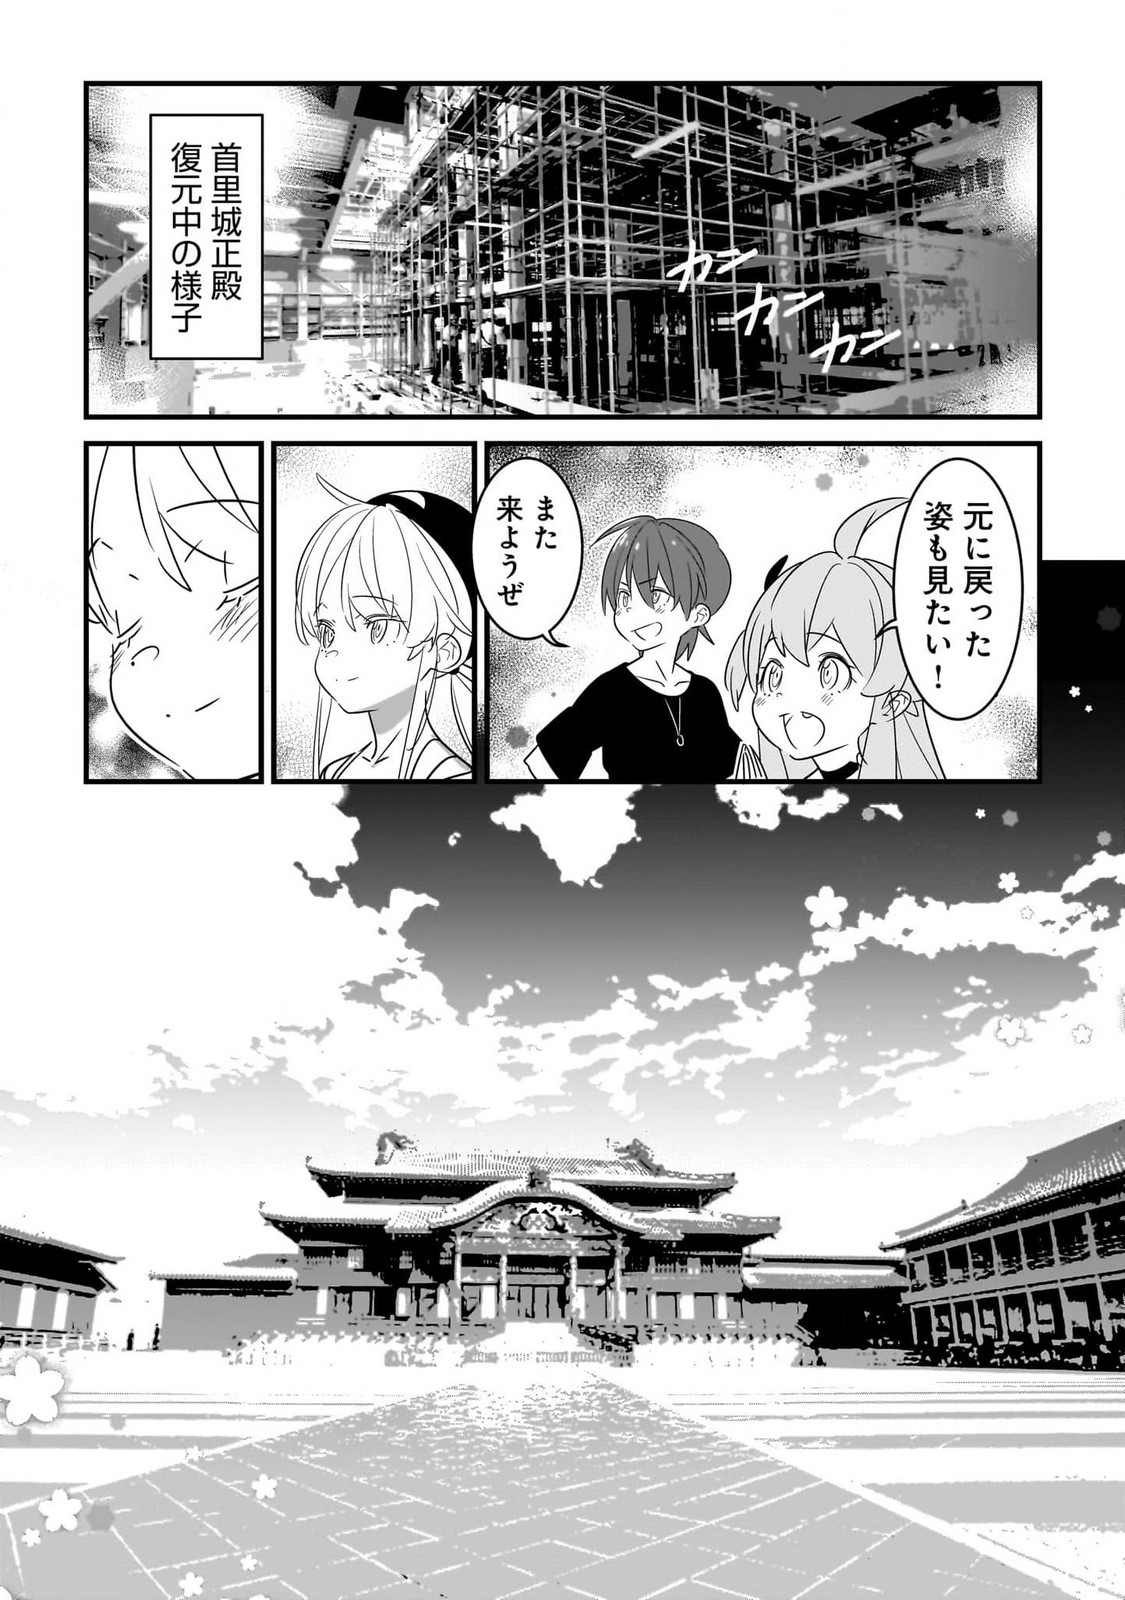 首里城正殿
復元中の様子
カン
カン
カン
元に戻った
姿も見たい！
また
来ようぜ